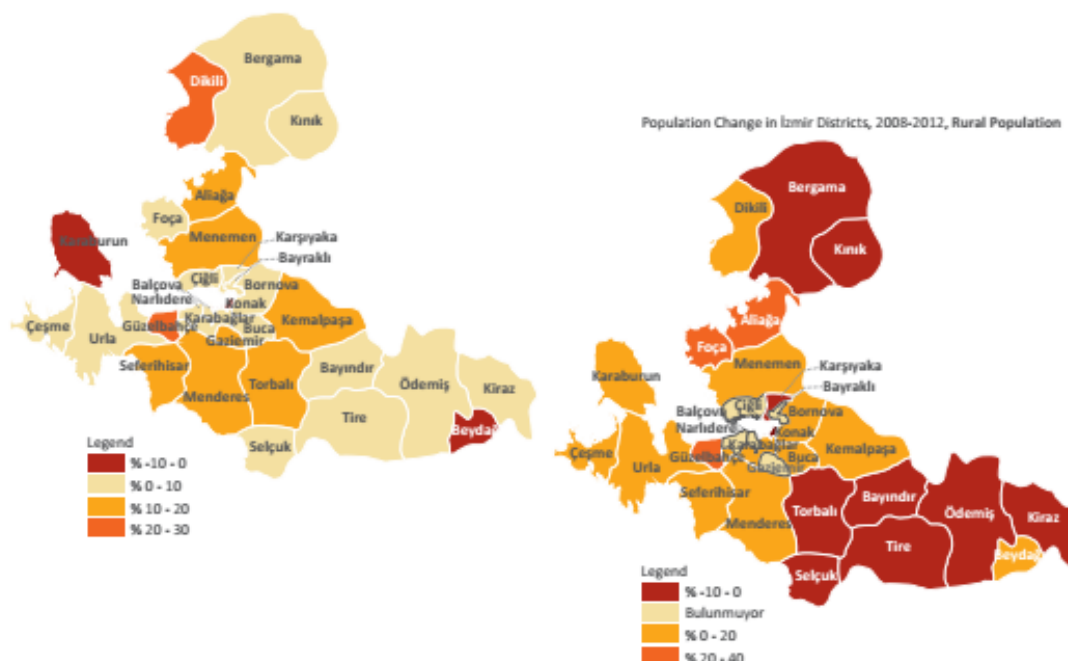 Dikili
Bergama
Kınık
Aliağa
Foça
Karaburun
Menemen
Karşıyaka
Bayraklı
Çiğli
Balçova
Narlıdere
Bornova
Konak
Karabağlar
Çeşme
Urla
Güzelbahçe
Buca
Kemalpaşa
Gaziemir
Seferihisar
Menderes
Torbalı
Bayındır
Ödemiş
Kiraz
Tire
Beydağ
Selçuk
Legend
% -10 - 0
% 0 - 10
% 10 - 20
% 20 - 30
Population Change in İzmir Districts, 2008-2012, Rural Population
Bergama
Dikili
Kınık
Aliağa
Foça
Menemen
Karaburun
Karşıyaka
Bayraklı
Çiğli
Balçova
Narlıdere
Bornova
Konak
Karabağlar
Çeşme
Urla
Güzelbahçe
Buca
Kemalpaşa
Gaziemir
Seferihisar
Menderes
Torbalı
Bayındır
Ödemiş
Kiraz
Tire
Beydağ
Selçuk
Legend
% -10 - 0
Bulunmuyor
% 0 - 20
% 20 - 40